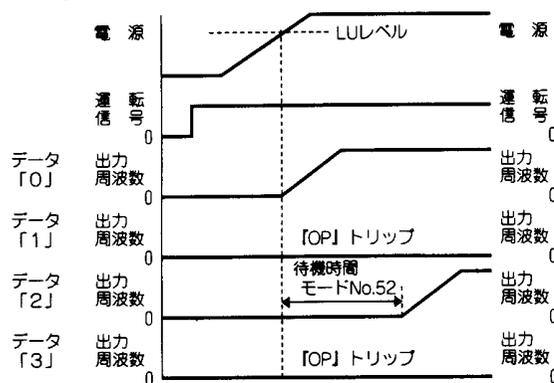 電源
LUレベル
電源
運転
信号
0
運転
信号
0
データ
「0」
出力
周波数
0
出力
周波数
0
データ
「1」
出力
周波数
0
『OP』トリップ
出力
周波数
0
データ
「2」
出力
周波数
0
待機時間
モードNo.52
出力
周波数
0
データ
「3」
出力
周波数
0
『OP』トリップ
出力
周波数
0